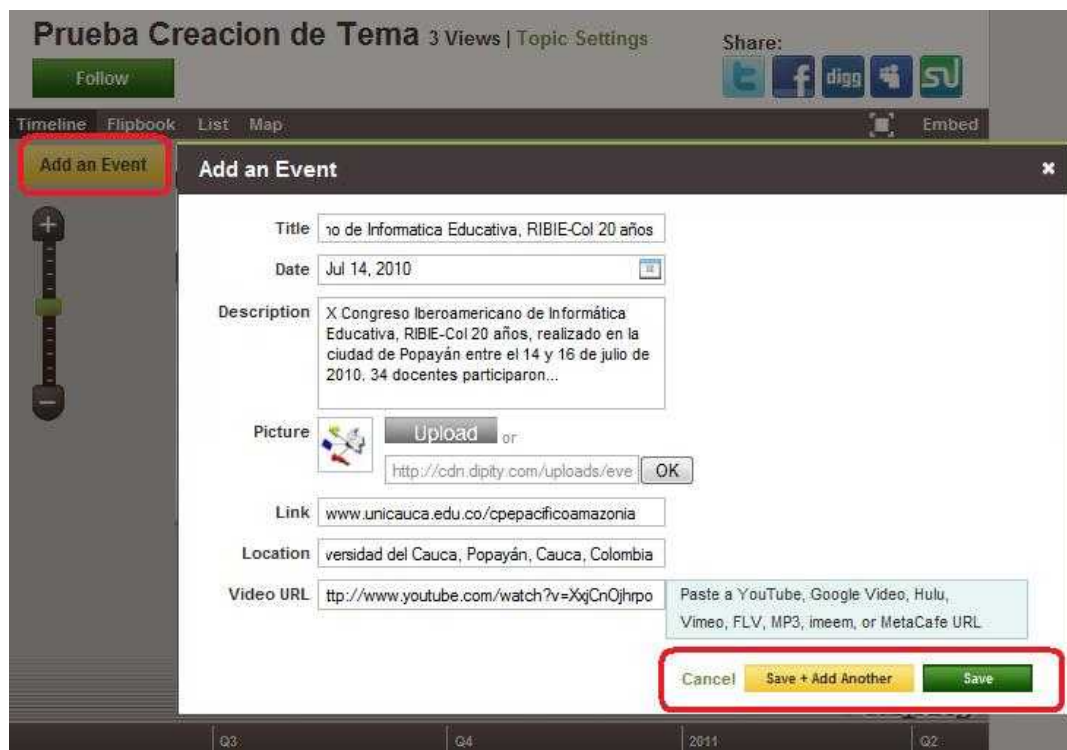 Prueba Creacion de Tema 3 Views | Topic Settings
Share:
Follow
digg
Timeline Flipbook List Map Embed
Add an Event
Add an Event
Title no de Informatica Educativa, RIBIE-Col 20 años
Date Jul 14, 2010
Description X Congreso Iberoamericano de Informática
Educativa, RIBIE-Col 20 años, realizado en la
ciudad de Popayán entre el 14 y 16 de julio de
2010. 34 docentes participaron...
Picture Upload or
http://cdn.dipity.com/uploads/eve OK
Link www.unicauca.edu.co/cpepacificoamazonia
Location versidad del Cauca, Popayán, Cauca, Colombia
Video URL ttp://www.youtube.com/watch?v=XxjCnOjhrpo
Paste a YouTube, Google Video, Hulu,
Vimeo, FLV, MP3, imeem, or MetaCafe URL
Cancel Save + Add Another Save
Q3 Q4 2011 Q2